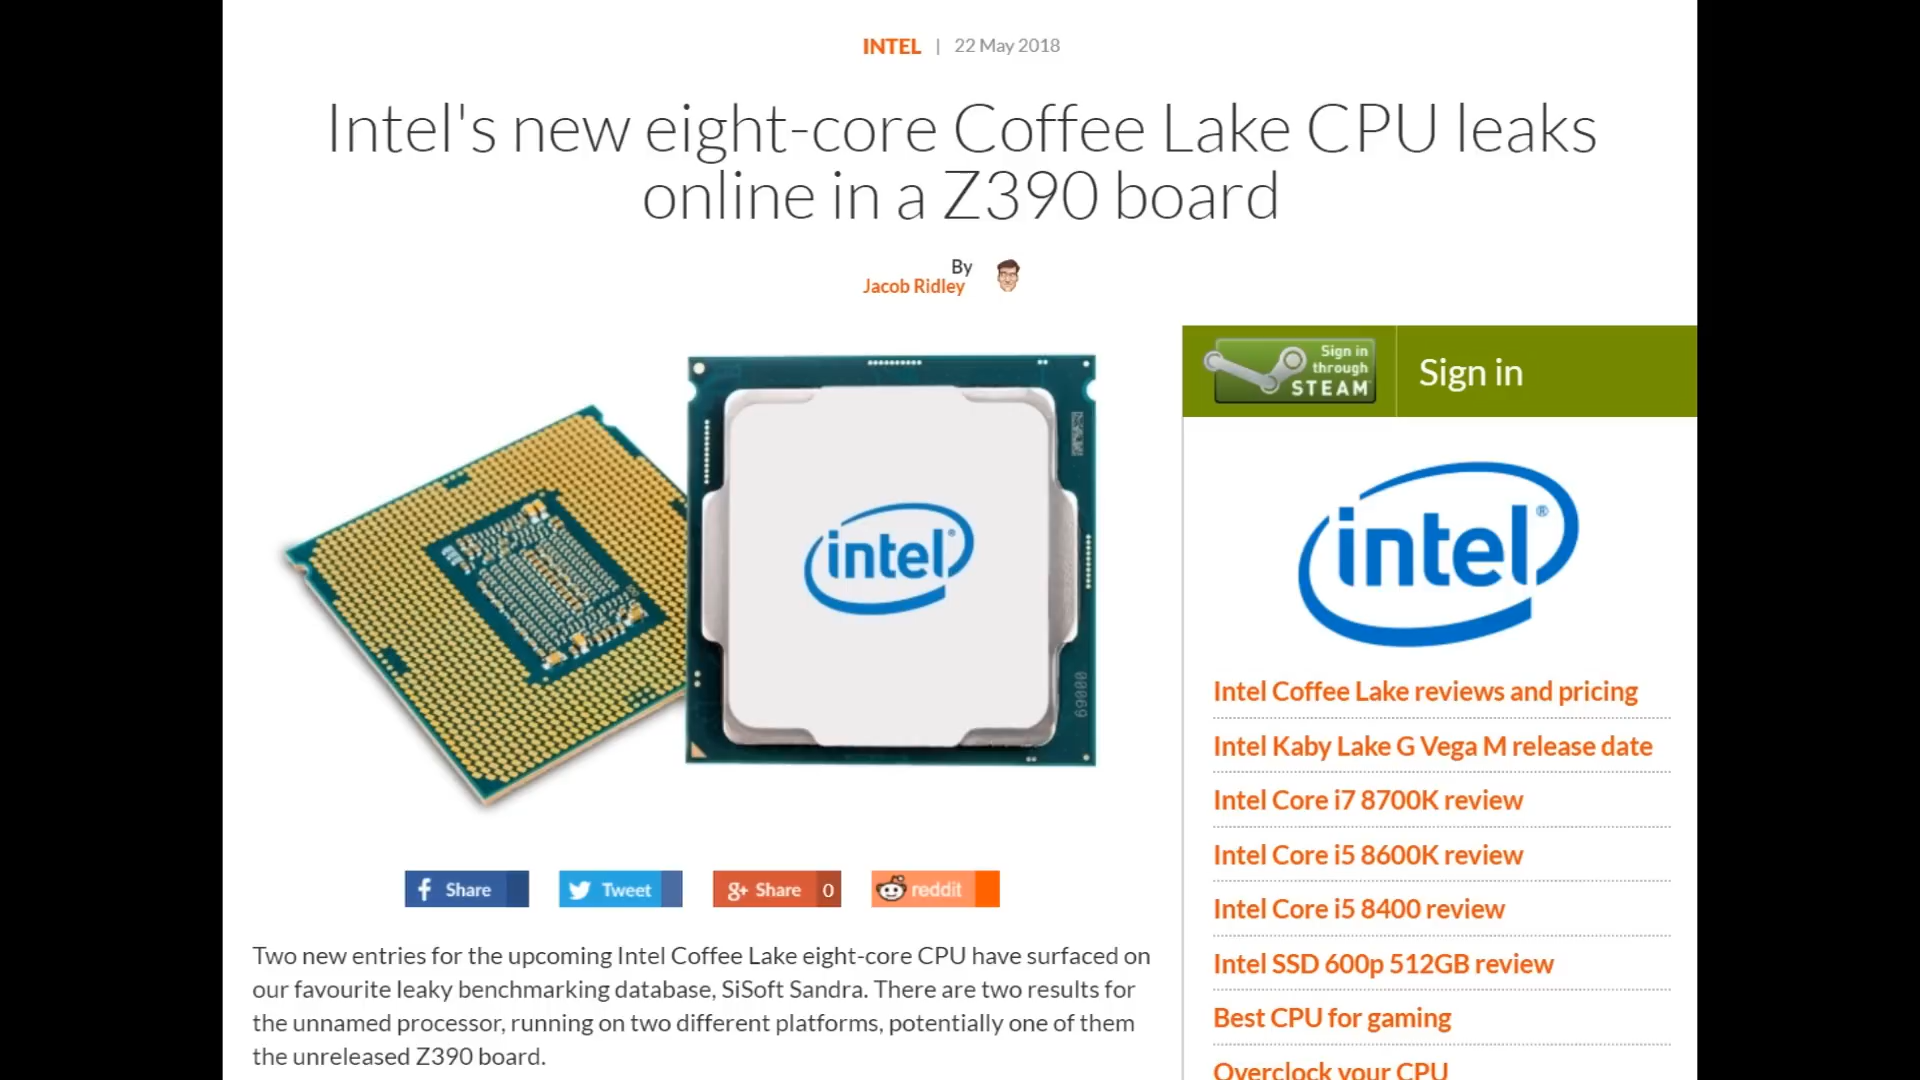 INTEL | 22 May 2018
Intel's new eight-core Coffee Lake CPU leaks
online in a Z390 board
By
Jacob Ridley
Sign in
through
STEAM
Sign in
intel®
69000
intel®
Share
Tweet
g+ Share 0
reddit
Two new entries for the upcoming Intel Coffee Lake eight-core CPU have surfaced on
our favourite leaky benchmarking database, SiSoft Sandra. There are two results for
the unnamed processor, running on two different platforms, potentially one of them
the unreleased Z390 board.
Intel Coffee Lake reviews and pricing
Intel Kaby Lake G Vega M release date
Intel Core i7 8700K review
Intel Core i5 8600K review
Intel Core i5 8400 review
Intel SSD 600p 512GB review
Best CPU for gaming
Overclock your CPU